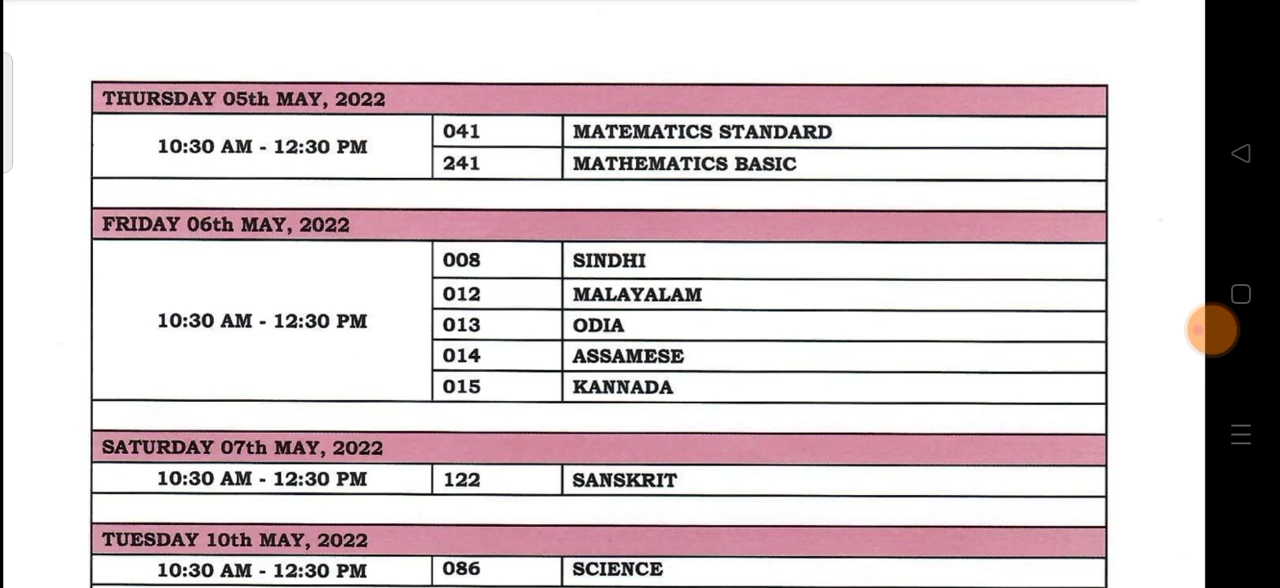 THURSDAY 05th MAY, 2022
10:30 AM - 12:30 PM
041 MATEMATICS STANDARD
241 MATHEMATICS BASIC
FRIDAY 06th MAY, 2022
10:30 AM - 12:30 PM
008 SINDHI
012 MALAYALAM
013 ODIA
014 ASSAMESE
015 KANNADA
SATURDAY 07th MAY, 2022
10:30 AM - 12:30 PM 122 SANSKRIT
TUESDAY 10th MAY, 2022
10:30 AM - 12:30 PM 086 SCIENCE